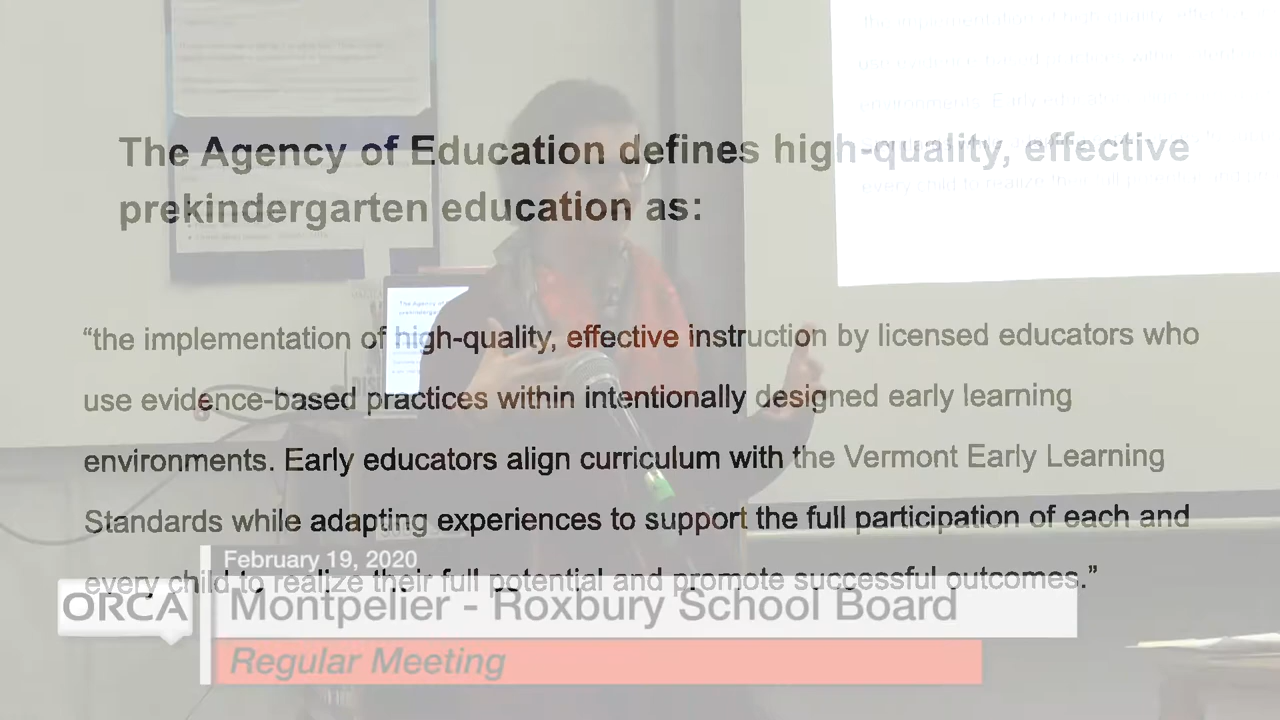 The Agency of Education defines high-quality, effective
prekindergarten education as:
“the implementation of high-quality, effective instruction by licensed educators who
use evidence-based practices within intentionally designed early learning
environments. Early educators align curriculum with the Vermont Early Learning
Standards while adapting experiences to support the full participation of each and
every child to realize their full potential and promote successful outcomes.”
February 19, 2020
ORCA
Montpelier - Roxbury School Board
Regular Meeting